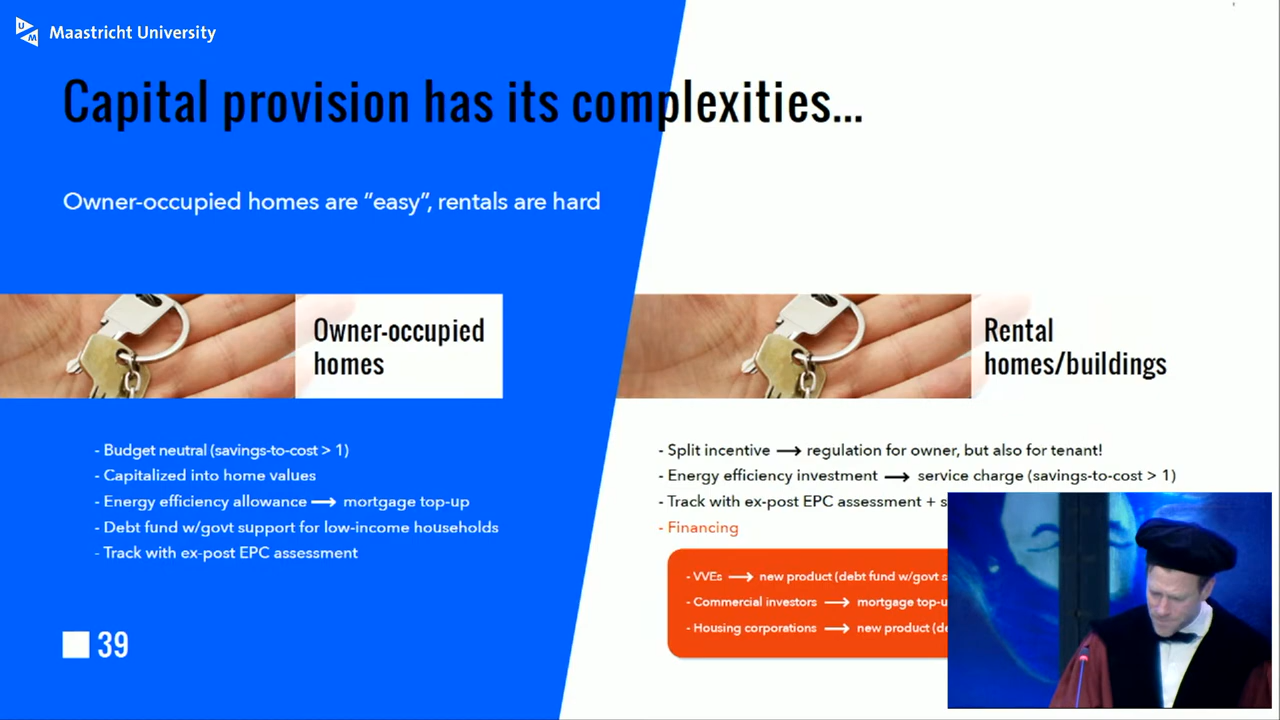 Maastricht University
Capital provision has its complexities...
Owner-occupied homes are “easy”, rentals are hard
Owner-occupied
homes
- Budget neutral (savings-to-cost > 1)
- Capitalized into home values
- Energy efficiency allowance ⟶ mortgage top-up
- Debt fund w/govt support for low-income households
- Track with ex-post EPC assessment
39
Rental
homes/buildings
- Split incentive ⟶ regulation for owner, but also for tenant!
- Energy efficiency investment ⟶ service charge (savings-to-cost > 1)
- Track with ex-post EPC assessment +
- Financing
- VVEs ⟶ new product (debt fund w/govt
- Commercial investors ⟶ mortgage
- Housing corporations ⟶ new product